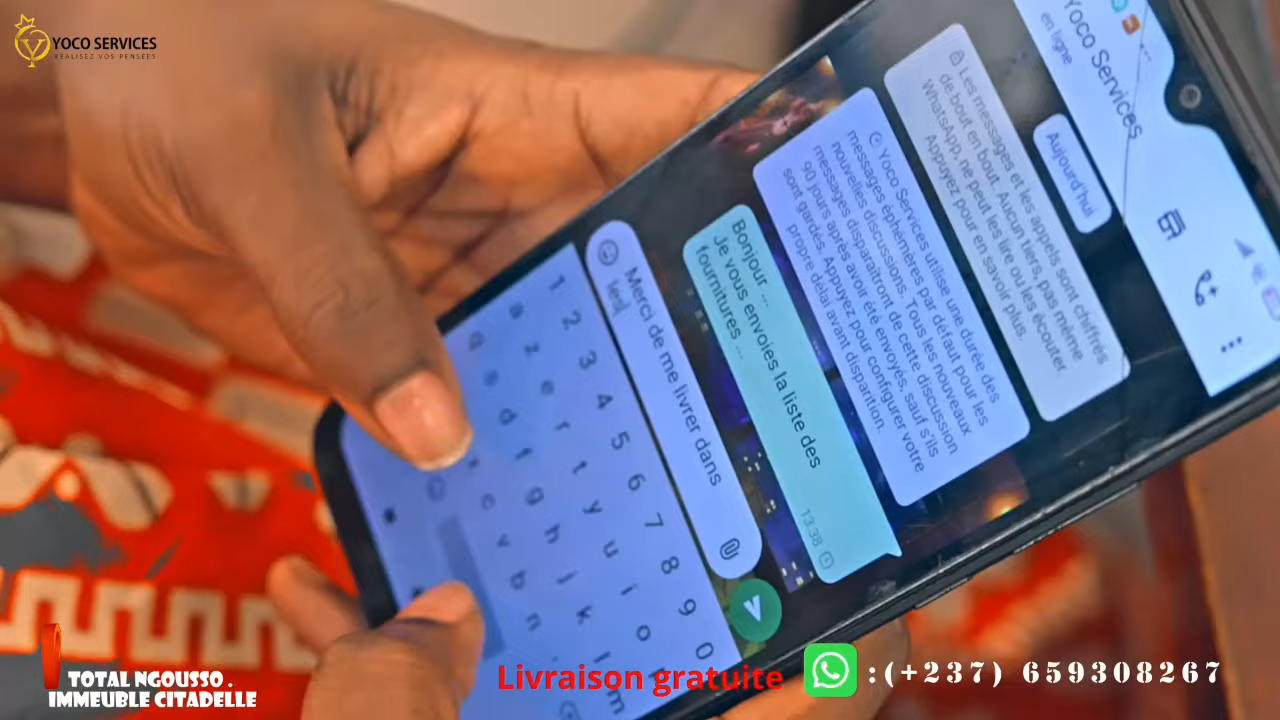 YOCO SERVICES
REALISEZ VOS PENSÉES
Yoco Services
en ligne
Aujourd'hui
Les messages et les appels sont chiffrés
de bout en bout. Aucun tiers, pas même
WhatsApp, ne peut les lire ou les écouter.
Appuyez pour en savoir plus.
Yoco Services utilise une durée des
messages éphémères par défaut pour les
nouvelles discussions. Tous les nouveaux
messages disparaîtront de cette discussion
90 jours après avoir été envoyés, sauf s'ils
sont gardés. Appuyez pour configurer votre
propre délai avant disparition.
Bonjour ...
Je vous envoies la liste des
fournitures ...
13:38
Merci de me livrer dans
les
1 2 3 4 5 6 7 8 9 0
a z e r t y u i o
q s d f g h j k l m
c v b n
TOTAL NGOUSSO .
IMMEUBLE CITADELLE
Livraison gratuite
:(+237) 659308267